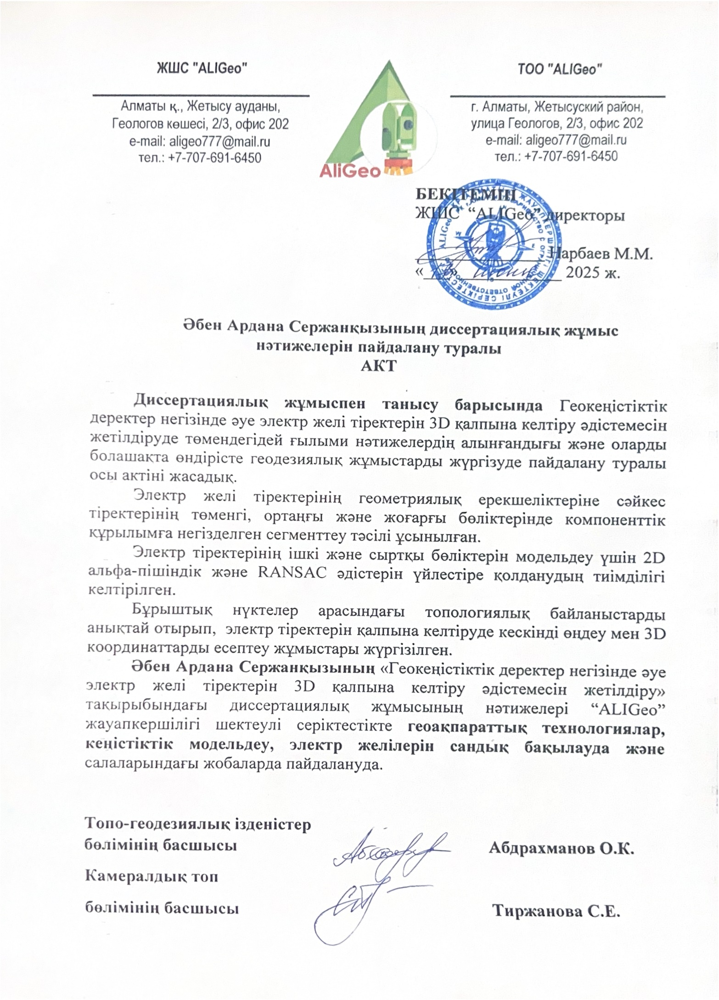 ЖШС "ALIGeo"
Алматы қ., Жетысу ауданы,
Геологов көшесі, 2/3, офис 202
e-mail: aligeo777@mail.ru
тел.: +7-707-691-6450
AliGeo
ТОО "ALIGeo"
г. Алматы, Жетысуский район,
улица Геологов, 2/3, офис 202
e-mail: aligeo777@mail.ru
тел.: +7-707-691-6450
БЕКІТЕМІН
ЖШС “ALIGeo” директоры
Нарбаев М.М.
« » 2025 ж.
Әбен Ардана Сержанқызының диссертациялық жұмыс
нәтижелерін пайдалану туралы
АКТ
Диссертациялық жұмыспен танысу барысында Геокеңістіктік
деректер негізінде әуе электр желі тіректерін 3D қалпына келтіру әдістемесін
жетілдіруде төмендегідей ғылыми нәтижелердің алынғандығы және оларды
болашақта өндірісте геодезиялық жұмыстарды жүргізуде пайдалану туралы
осы актіні жасадық.
Электр желі тіректерінің геометриялық ерекшеліктеріне сәйкес
тіректерінің төменгі, ортаңғы және жоғарғы бөліктерінде компоненттік
құрылымға негізделген сегменттеу тәсілі ұсынылған.
Электр тіректерінің ішкі және сыртқы бөліктерін модельдеу үшін 2D
альфа-пішіндік және RANSAC әдістерін үйлестіре қолданудың тиімділігі
келтірілген.
Бұрыштық нүктелер арасындағы топологиялық байланыстарды
анықтай отырып, электр тіректерін қалпына келтіруде кескінді өңдеу мен 3D
координаттарды есептеу жұмыстары жүргізілген.
Әбен Ардана Сержанқызының «Геокеңістіктік деректер негізінде әуе
электр желі тіректерін 3D қалпына келтіру әдістемесін жетілдіру»
тақырыбындағы диссертациялық жұмысының нәтижелері “ALIGeo”
жауапкершілігі шектеулі серіктестікте геоақпараттық технологиялар,
кеңістіктік модельдеу, электр желілерін сандық бақылауда және
салаларындағы жобаларда пайдалануда.
Топо-геодезиялық ізденістер
бөлімінің басшысы Абдрахманов О.К.
Камералдық топ
бөлімінің басшысы Тиржанова С.Е.